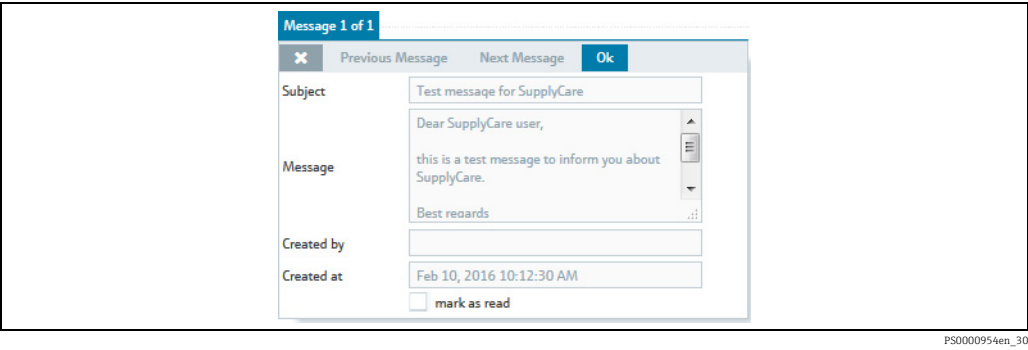 Message 1 of 1
Previous Message Next Message Ok
Subject Test message for SupplyCare
Dear SupplyCare user,
this is a test message to inform you about
Message
SupplyCare.
Best regards
Created by
Created at Feb 10, 2016 10:12:30 AM
mark as read
PS0000954en_30